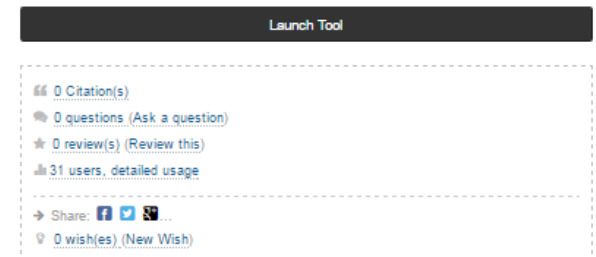 Launch Tool
0 Citation(s)
0 questions (Ask a question)
0 review(s) (Review this)
31 users, detailed usage
Share: ...
0 wish(es) (New Wish)